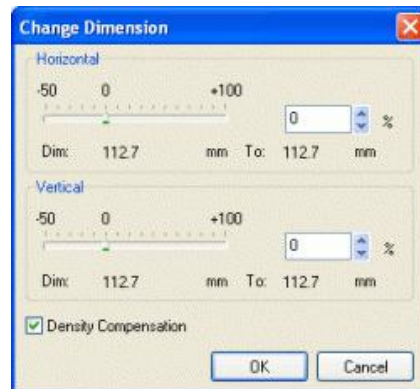 Change Dimension
Horizontal
-50 0 +100
0 %
Dim: 112.7 mm To: 112.7 mm
Vertical
-50 0 +100
0 %
Dim: 112.7 mm To: 112.7 mm
Density Compensation
OK Cancel